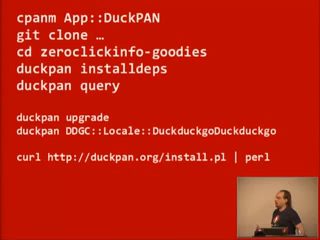 cpanm App::DuckPAN
git clone …
cd zeroclickinfo-goodies
duckpan installdeps
duckpan query
duckpan upgrade
duckpan DDGC::Locale::DuckduckgoDuckduckgo
curl http://duckpan.org/install.pl | perl